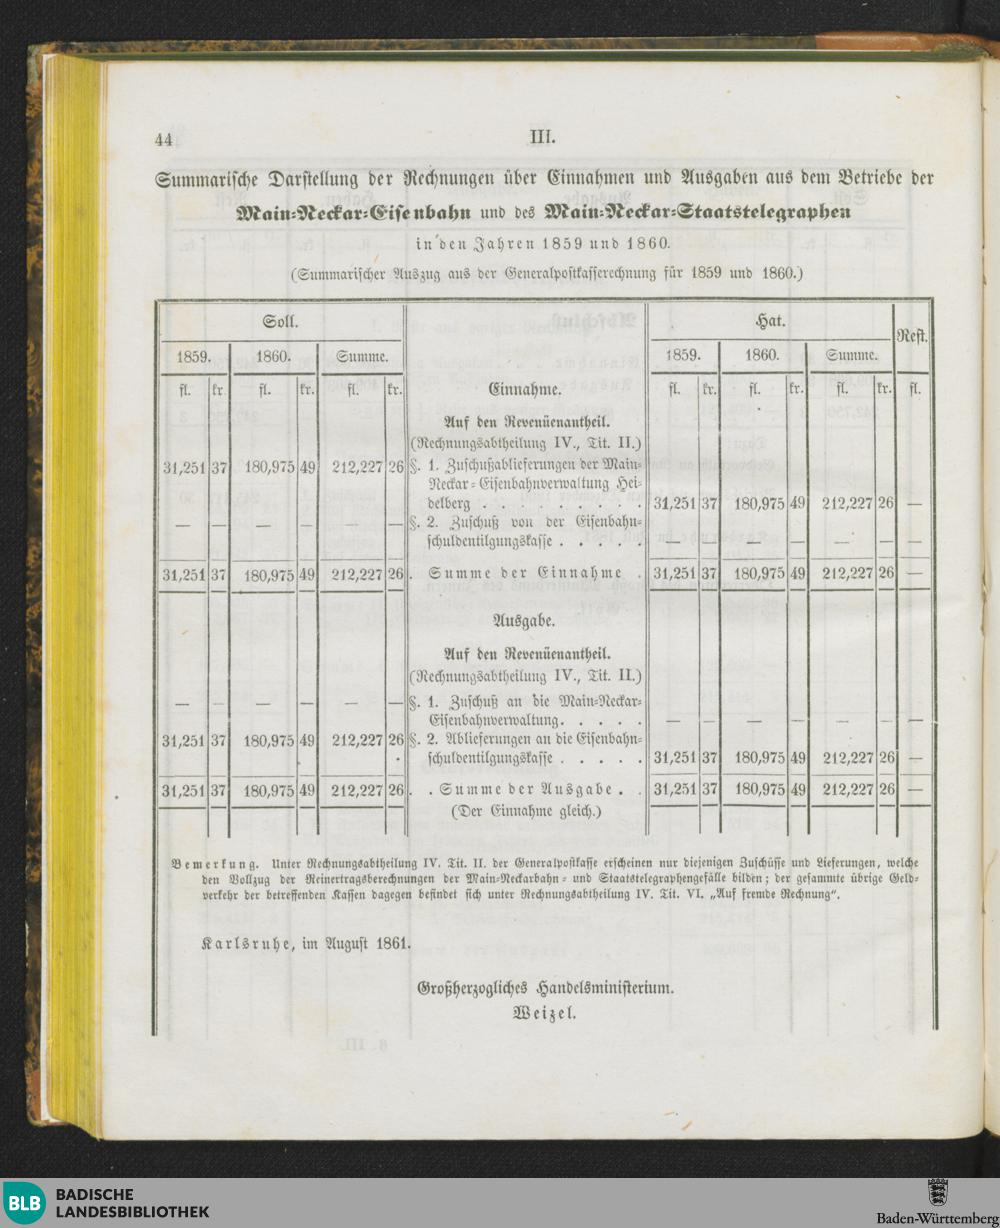 44
III.
Summarische Darstellung der Rechnungen über Einnahmen und Ausgaben aus dem Betriebe der
Main-Neckar-Eisenbahn und des Main-Neckar-Staatstelegraphen
in den Jahren 1859 und 1860.
(Summarischer Auszug aus der Generalpostkasserechnung für 1859 und 1860.)
Soll. Hat. Rest.
1859. 1860. Summe. 1859. 1860. Summe.
fl. kr. fl. kr. fl. kr. Einnahme. fl. kr. fl. kr. fl. kr. fl.
Auf den Revenüenantheil.
(Rechnungsabtheilung IV., Tit. II.)
31,251 37 180,975 49 212,227 26 §. 1. Zuschußablieferungen der Main-
Neckar-Eisenbahnverwaltung Hei-
delberg . . . . . . . . . 31,251 37 180,975 49 212,227 26 —
— — — — — — §. 2. Zuschuß von der Eisenbahn-
schuldentilgungskasse . . . . . — — — — — — —
31,251 37 180,975 49 212,227 26 . Summe der Einnahme . 31,251 37 180,975 49 212,227 26 —
Ausgabe.
Auf den Revenüenantheil.
(Rechnungsabtheilung IV., Tit. II.)
— — — — — — §. 1. Zuschuß an die Main-Neckar-
Eisenbahnverwaltung. . . . . — — — — — — —
31,251 37 180,975 49 212,227 26 §. 2. Ablieferungen an die Eisenbahn-
schuldentilgungskasse . . . . . 31,251 37 180,975 49 212,227 26 —
31,251 37 180,975 49 212,227 26 . . Summe der Ausgabe . . 31,251 37 180,975 49 212,227 26 —
(Der Einnahme gleich.)
Bemerkung. Unter Rechnungsabtheilung IV. Tit. II. der Generalpostkasse erscheinen nur diejenigen Zuschüsse und Lieferungen, welche
den Vollzug der Reinertragsberechnungen der Main-Neckarbahn- und Staatstelegraphengefälle bilden; der gesammte übrige Geld-
verkehr der betreffenden Kassen dagegen befindet sich unter Rechnungsabtheilung IV. Tit. VI. „Auf fremde Rechnung".
Karlsruhe, im August 1861.
Großherzogliches Handelsministerium.
Weizel.
BLB BADISCHE
LANDESBIBLIOTHEK
Baden-Württemberg